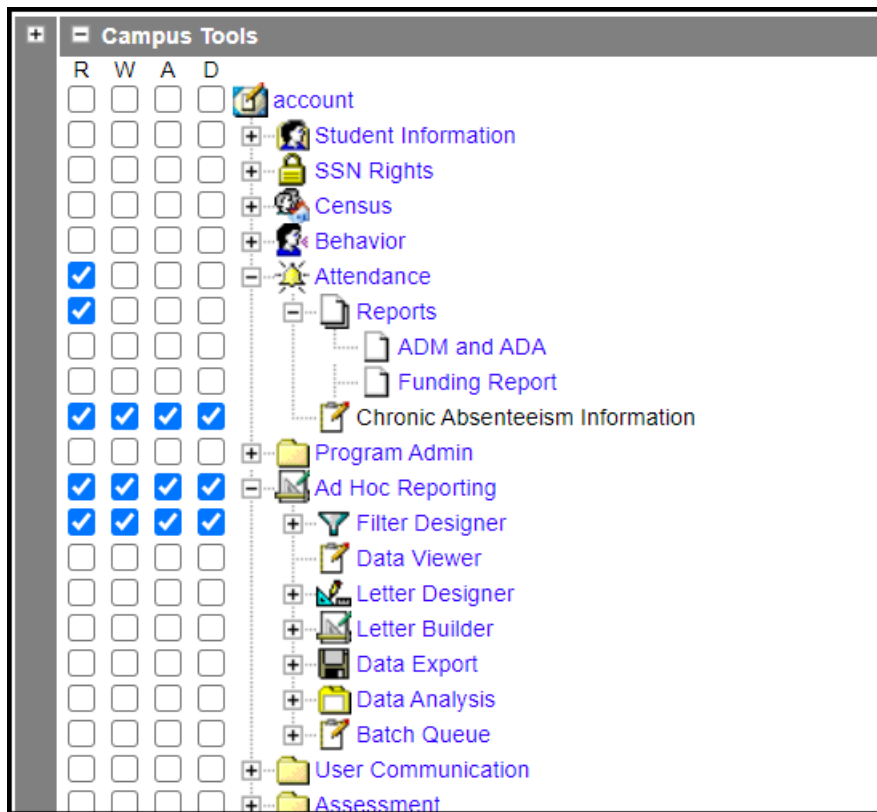 Campus Tools
R W A D
account
Student Information
SSN Rights
Census
Behavior
Attendance
Reports
ADM and ADA
Funding Report
Chronic Absenteeism Information
Program Admin
Ad Hoc Reporting
Filter Designer
Data Viewer
Letter Designer
Letter Builder
Data Export
Data Analysis
Batch Queue
User Communication
Assessment